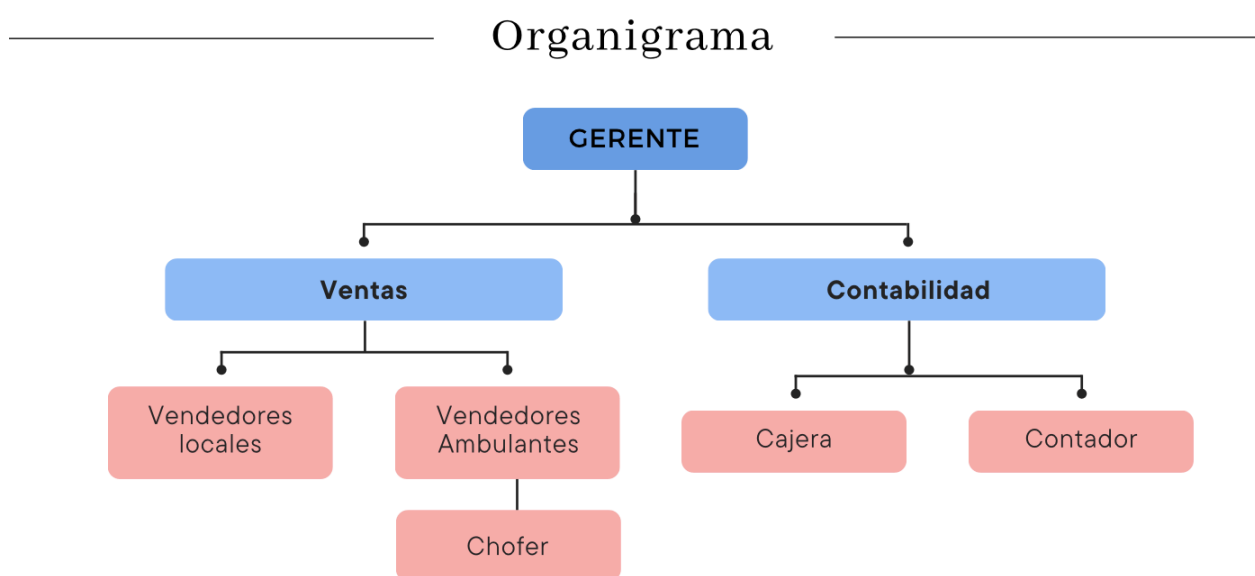 Organigrama
GERENTE
Ventas
Contabilidad
Vendedores
locales
Vendedores
Ambulantes
Cajera
Contador
Chofer